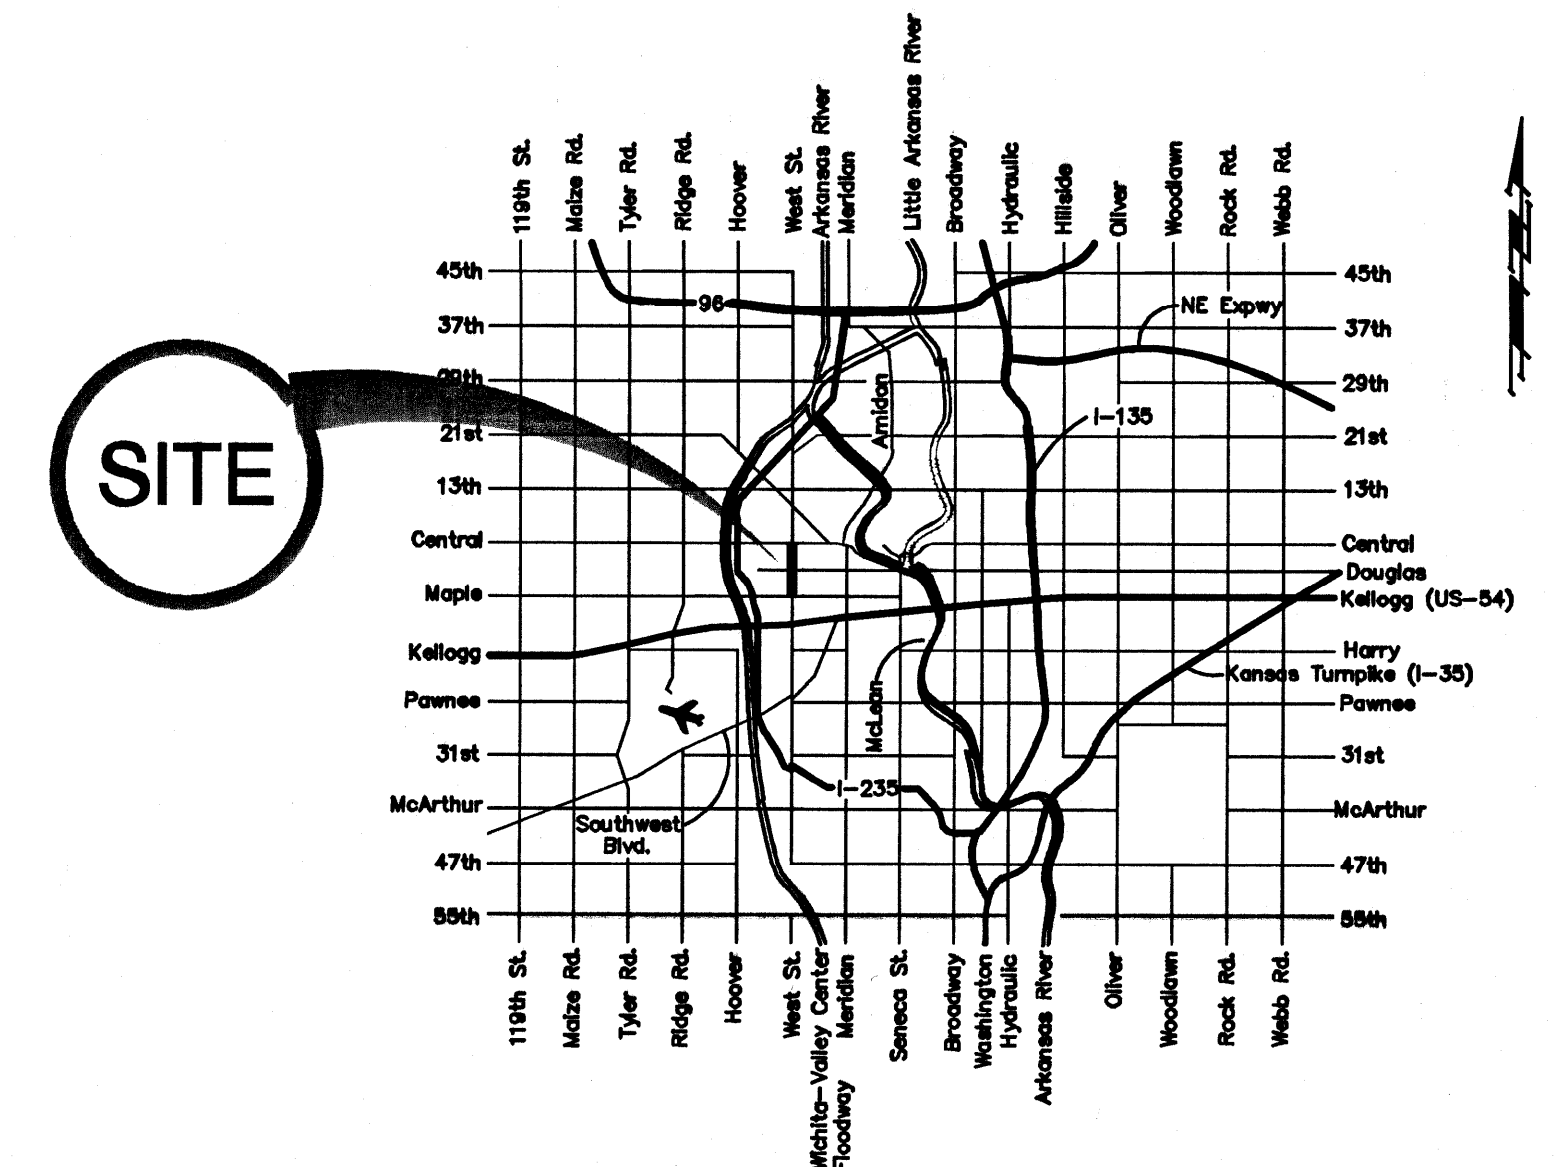 119th St.
Maize Rd.
Tyler Rd.
Ridge Rd.
Hoover
West St.
Arkansas River
Meridian
Little Arkansas River
Broadway
Hydraulic
Hillside
Oliver
Woodlawn
Rock Rd.
Webb Rd.
45th
45th
96
NE Expwy
37th
37th
29th
29th
Amidon
I-135
21st
21st
SITE
13th
13th
Central
Central
Douglas
Maple
Kellogg (US-54)
Kellogg
Harry
Kansas Turnpike (I-35)
Pawnee
Pawnee
McLean
31st
31st
I-235
McArthur
McArthur
Southwest
Blvd.
47th
47th
55th
55th
119th St.
Maize Rd.
Tyler Rd.
Ridge Rd.
Hoover
West St.
Wichita-Valley Center
Floodway
Meridian
Seneca St.
Broadway
Washington
Hydraulic
Arkansas River
Oliver
Woodlawn
Rock Rd.
Webb Rd.